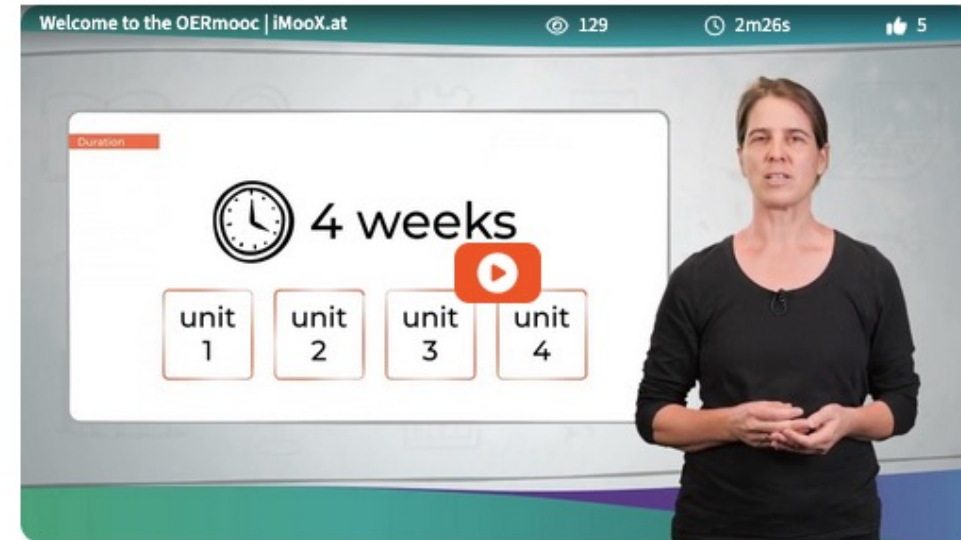 Welcome to the OERmooc | iMooX.at 129 2m26s 5
Duration
4 weeks
unit unit unit unit
1 2 3 4